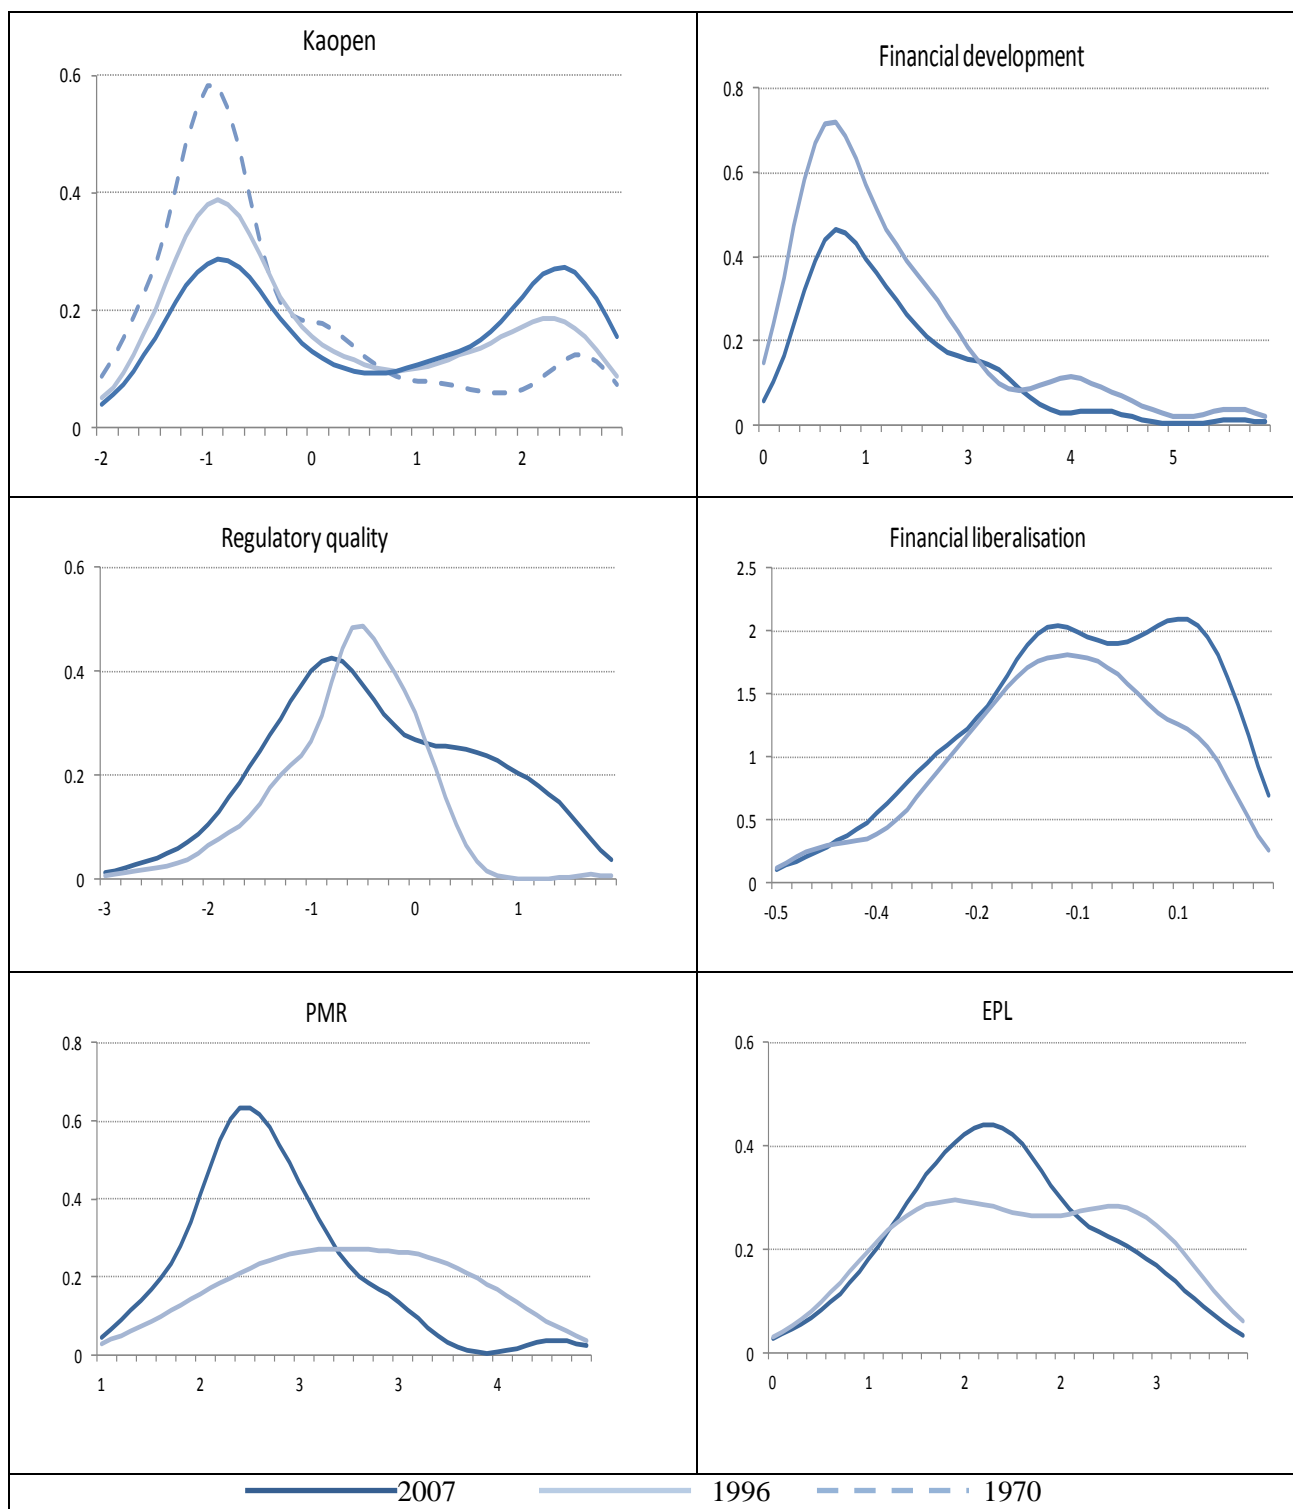 Kaopen
0.6
0.4
0.2
0
-2 -1 0 1 2
Financial development
0.8
0.6
0.4
0.2
0
0 1 3 4 5
Regulatory quality
0.6
0.4
0.2
0
-3 -2 -1 0 1
Financial liberalisation
2.5
2
1.5
1
0.5
0
-0.5 -0.4 -0.2 -0.1 0.1
PMR
0.8
0.6
0.4
0.2
0
1 2 3 3 4
EPL
0.6
0.4
0.2
0
0 1 2 2 3
2007 1996 1970